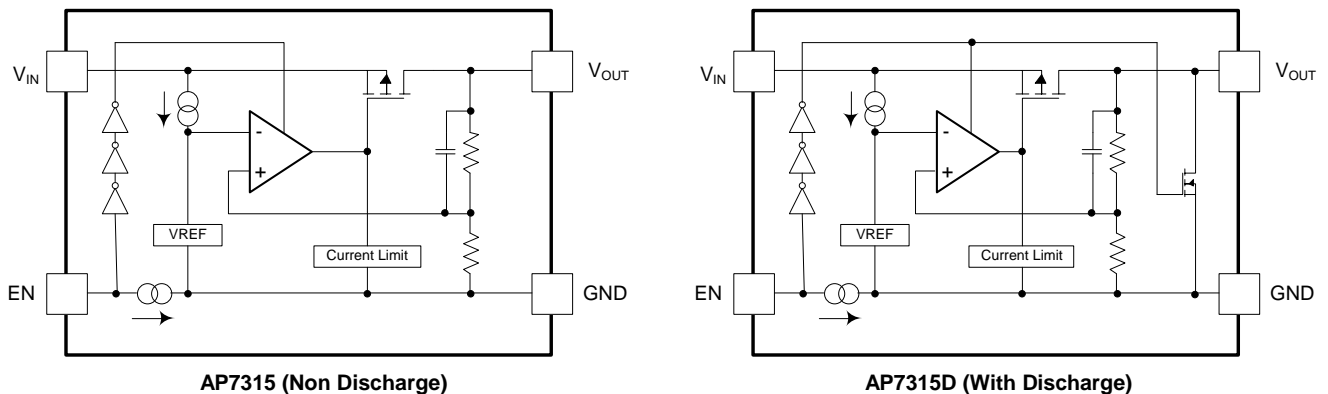 VIN
VOUT
-
+
VREF
Current Limit
EN
GND
AP7315 (Non Discharge)
VIN
VOUT
-
+
VREF
Current Limit
EN
GND
AP7315D (With Discharge)